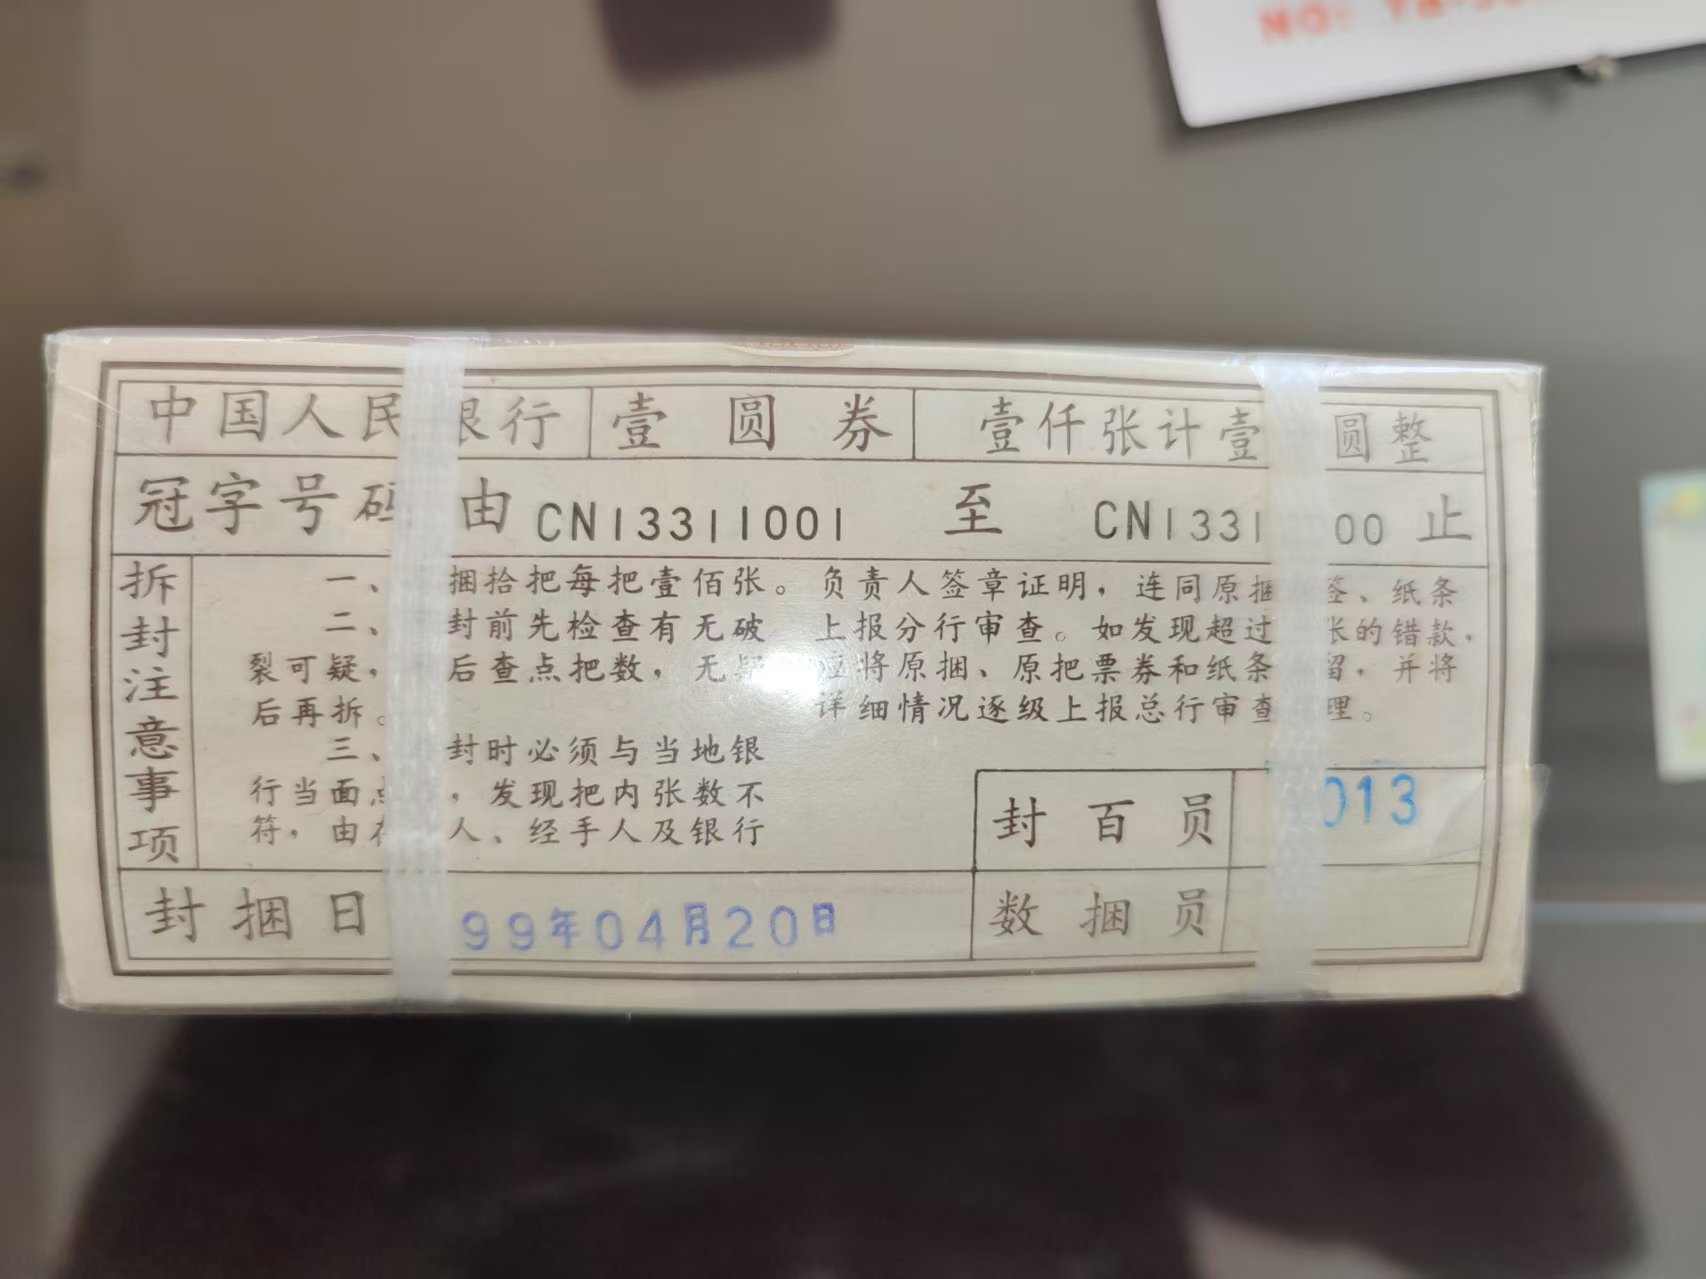 NO:
中国人民 行 壹圆券 壹仟张计壹 圆整
冠字号 由 CN13311001 至 CN1331 00 止
拆封注意事项
一、 捆拾把每把壹佰张。
二、 封前先检查有无破
裂可疑, 后查点把数,无
后再拆。
三、 封时必须与当地银
行当面 ,发现把内张数不
符,由 人、经手人及银行
负责人签章证明,连同原捆 签、纸条
上报分行审查。如发现超过 的错款,
应将原捆、原把票券和纸条 留,并将
详细情况逐级上报总行审查 理。
封百员 013
封捆日 99年04月20日 数捆员